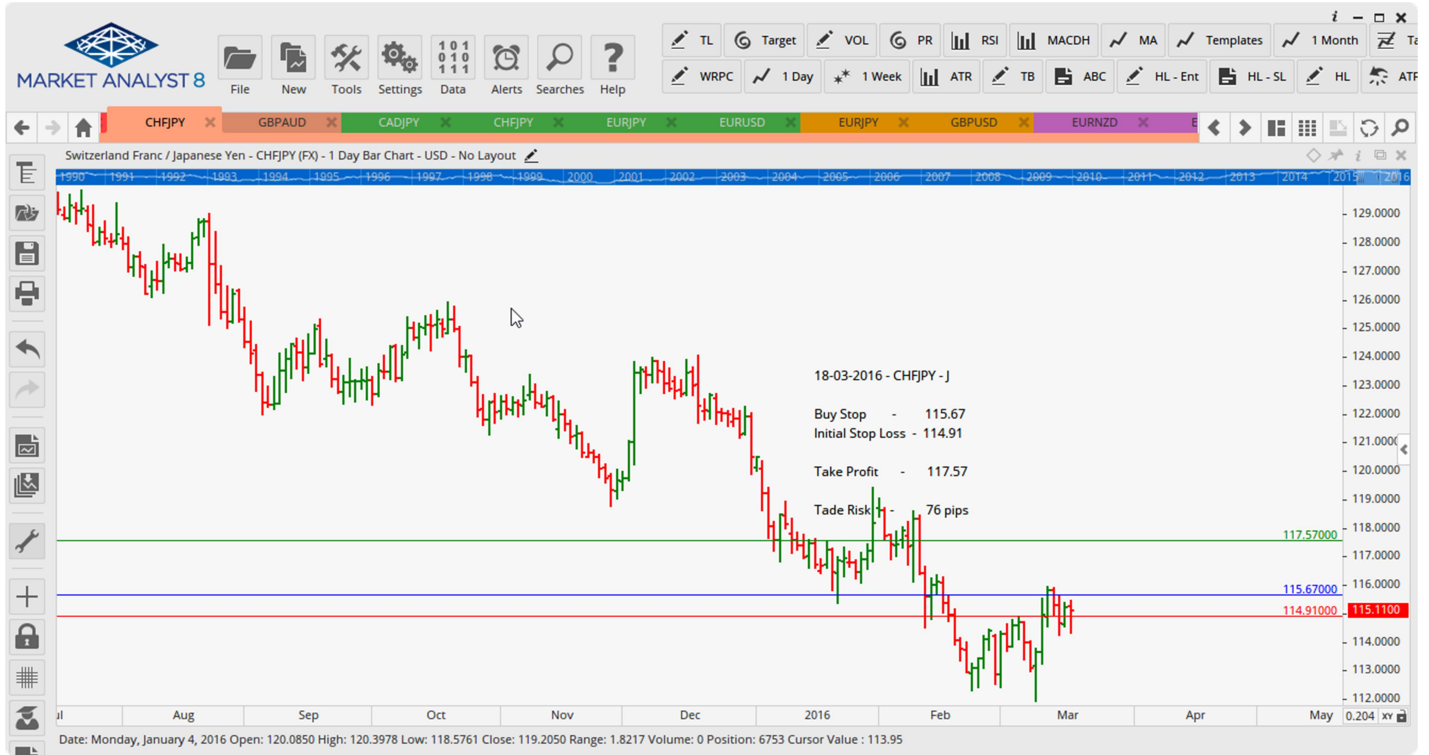 i
MARKET ANALYST 8
File New Tools Settings Data Alerts Searches Help
101
010
111
TL Target VOL PR RSI MACDH MA Templates 1 Month Ta
WRPC 1 Day 1 Week ATR TB ABC HL - Ent HL - SL HL ATF
CHFJPY GBPAUD CADJPY CHFJPY EURJPY EURUSD EURJPY GBPUSD EURNZD E
Switzerland Franc / Japanese Yen - CHFJPY (FX) - 1 Day Bar Chart - USD - No Layout
1990 1991 1992 1993 1994 1995 1996 1997 1998 1999 2000 2001 2002 2003 2004 2005 2006 2007 2008 2009 2010 2011 2012 2013 2014 2015 2016
129.0000
128.0000
127.0000
126.0000
125.0000
124.0000
18-03-2016 - CHFJPY - J
123.0000
Buy Stop - 115.67
122.0000
Initial Stop Loss - 114.91
121.0000
Take Profit - 117.57
120.0000
119.0000
Tade Risk - 76 pips
118.0000
117.57000
117.0000
116.0000
115.67000
114.91000 115.1100
114.0000
113.0000
112.0000
ul Aug Sep Oct Nov Dec 2016 Feb Mar Apr May 0.204 XY
Date: Monday, January 4, 2016 Open: 120.0850 High: 120.3978 Low: 118.5761 Close: 119.2050 Range: 1.8217 Volume: 0 Position: 6753 Cursor Value : 113.95